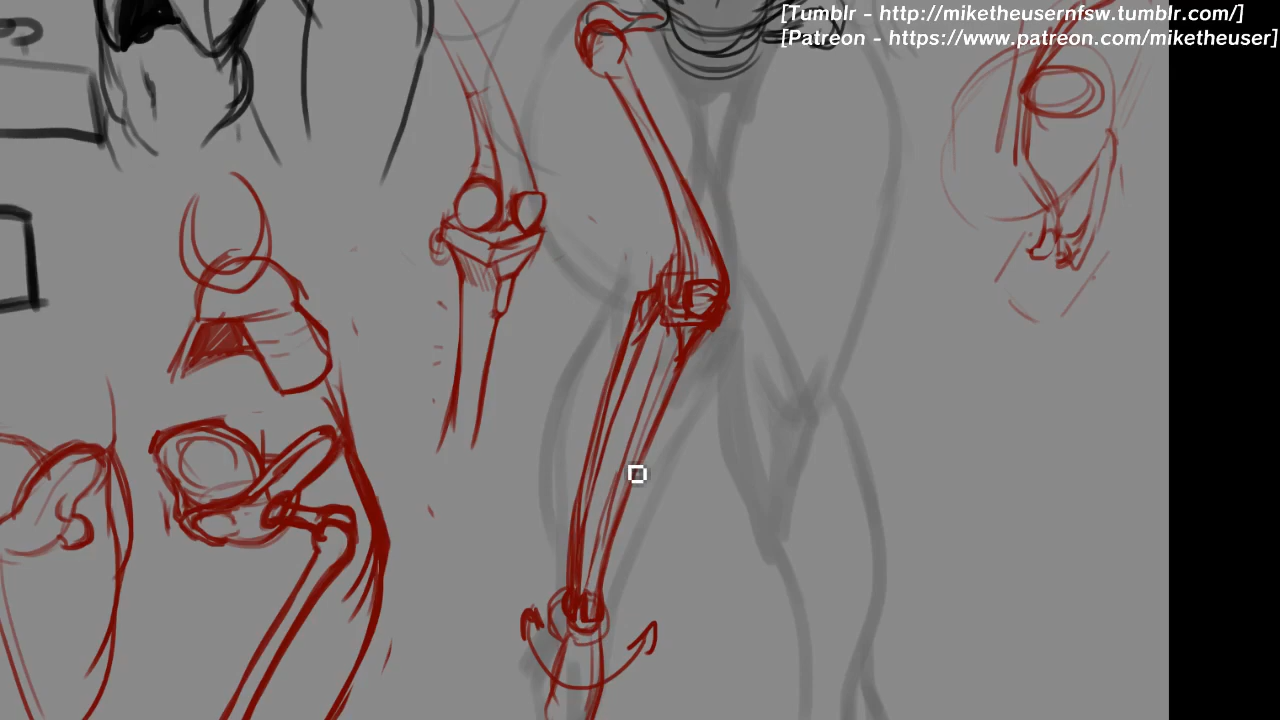 [Tumblr - http://miketheusernfsw.tumblr.com/]
[Patreon - https://www.patreon.com/miketheuser]